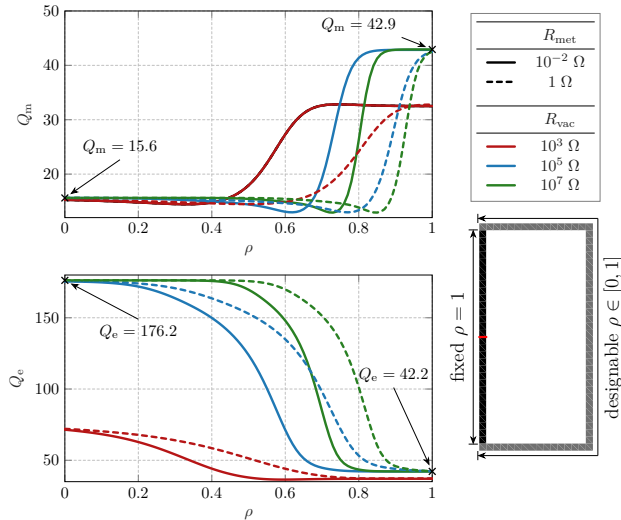 50
40
30
20
Q_m
Q_m = 42.9
Q_m = 15.6
0 0.2 0.4 0.6 0.8 1
ρ
R_met
10^{-2} Ω
1 Ω
R_vac
10^3 Ω
10^5 Ω
10^7 Ω
150
100
50
Q_e
Q_e = 176.2
Q_e = 42.2
0 0.2 0.4 0.6 0.8 1
ρ
fixed ρ = 1
designable ρ ∈ [0, 1]